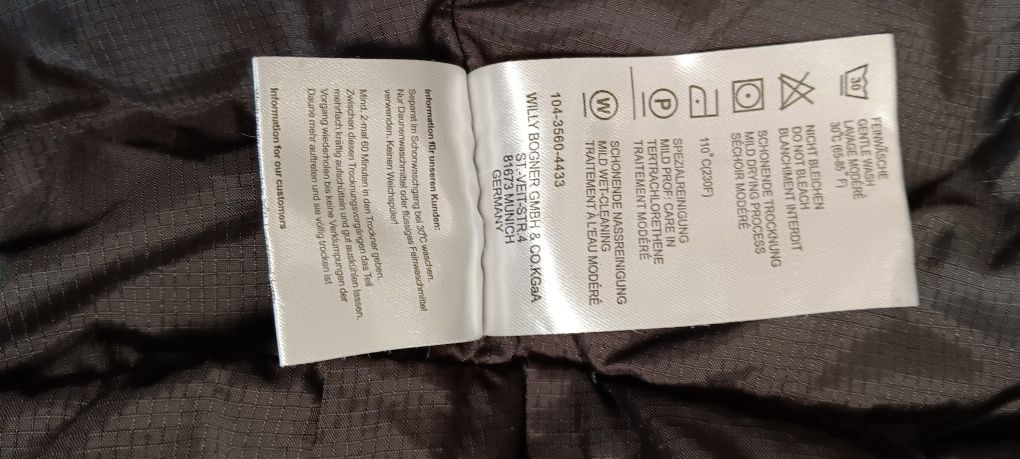 30
FEINWÄSCHE
GENTLE WASH
LAVAGE MODÉRÉ
30°C (65-85°F)
NICHT BLEICHEN
DO NOT BLEACH
BLANCHIMENT INTERDIT
SCHONENDE TROCKNUNG
MILD DRYING PROCESS
SÉCHOIR MODÉRÉ
110°C (230F)
P
SPEZIALREINIGUNG
MILD PROF: CARE IN
TERTRACHLORETHENE
TRAITEMENT MODÉRÉ
W
SCHONENDE NASSREINIGUNG
MILD WET-CLEANING
TRAITEMENT À L'EAU MODÉRÉ
104-3560-4433
WILLY BOGNER GMBH & CO.KGaA
ST.-VEIT-STR.4
81673 MUNICH
GERMANY
Information für unseren Kunden:
Separat im Schonwaschgang bei 30°C waschen.
Nur Daunenwaschmittel oder flüssiges Feinwaschmittel
verwenden. Keinen Weichspüler!
Mind. 2-mal 60 Minuten in den Trockner geben.
Zwischen diesen Trocknungsvorgängen das Teil
mehrfach kräftig aufschütteln und gut auskühlen lassen.
Vorgang wiederholen bis keine Verklumpungen der
Daune mehr auftreten und sie völlig trocken ist
Information for our customers